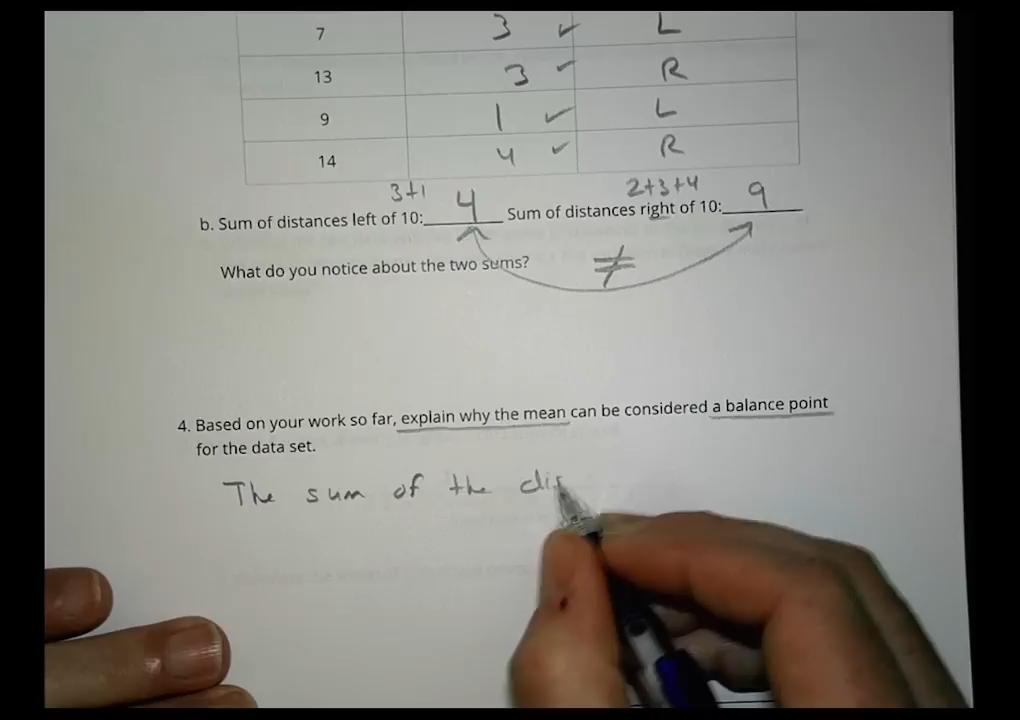 7 3 ✓ L
13 3 ✓ R
9 1 ✓ L
14 4 ✓ R
3+1 2+3+4
b. Sum of distances left of 10: 4 Sum of distances right of 10: 9
What do you notice about the two sums? ≠
4. Based on your work so far, explain why the mean can be considered a balance point
for the data set.
The sum of the dis